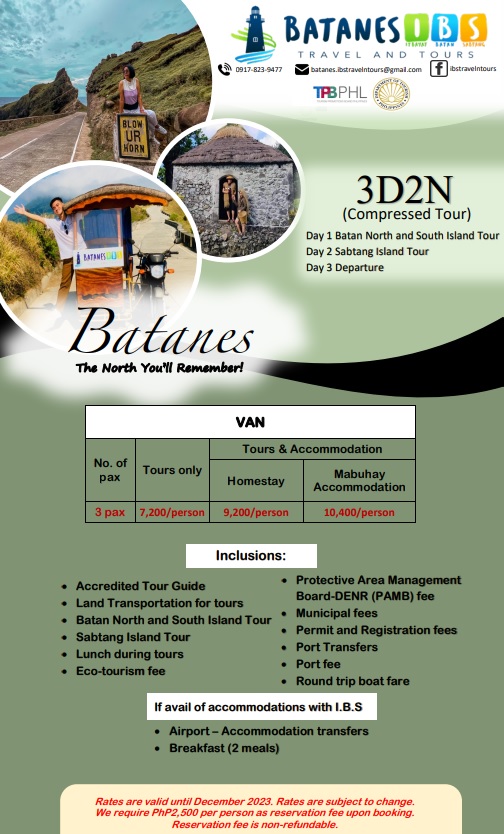 BATANES I B S
ITBAYAT BATAN SABTANG
TRAVEL AND TOURS
0917-823-9477 batanes.ibstravelntours@gmail.com f ibstravelntours
TPBPHL
BLOW
UR
HORN
BATANES I B S
3D2N
(Compressed Tour)
Day 1 Batan North and South Island Tour
Day 2 Sabtang Island Tour
Day 3 Departure
Batanes
The North You'll Remember!
VAN
No. of pax
Tours only
Tours & Accommodation
Homestay
Mabuhay Accommodation
3 pax 7,200/person 9,200/person 10,400/person
Inclusions:
• Accredited Tour Guide
• Land Transportation for tours
• Batan North and South Island Tour
• Sabtang Island Tour
• Lunch during tours
• Eco-tourism fee
• Protective Area Management
Board-DENR (PAMB) fee
• Municipal fees
• Permit and Registration fees
• Port Transfers
• Port fee
• Round trip boat fare
If avail of accommodations with I.B.S
• Airport – Accommodation transfers
• Breakfast (2 meals)
Rates are valid until December 2023. Rates are subject to change.
We require PhP2,500 per person as reservation fee upon booking.
Reservation fee is non-refundable.